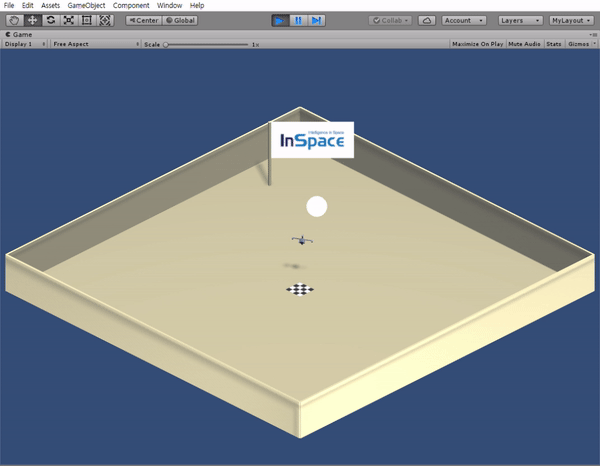 File Edit Assets GameObject Component Window Help
Center Global Collab Account Layers MyLayout
Game
Display 1 Free Aspect Scale 1x Maximize On Play Mute Audio Stats Gizmos
Intelligence in Space
InSpace